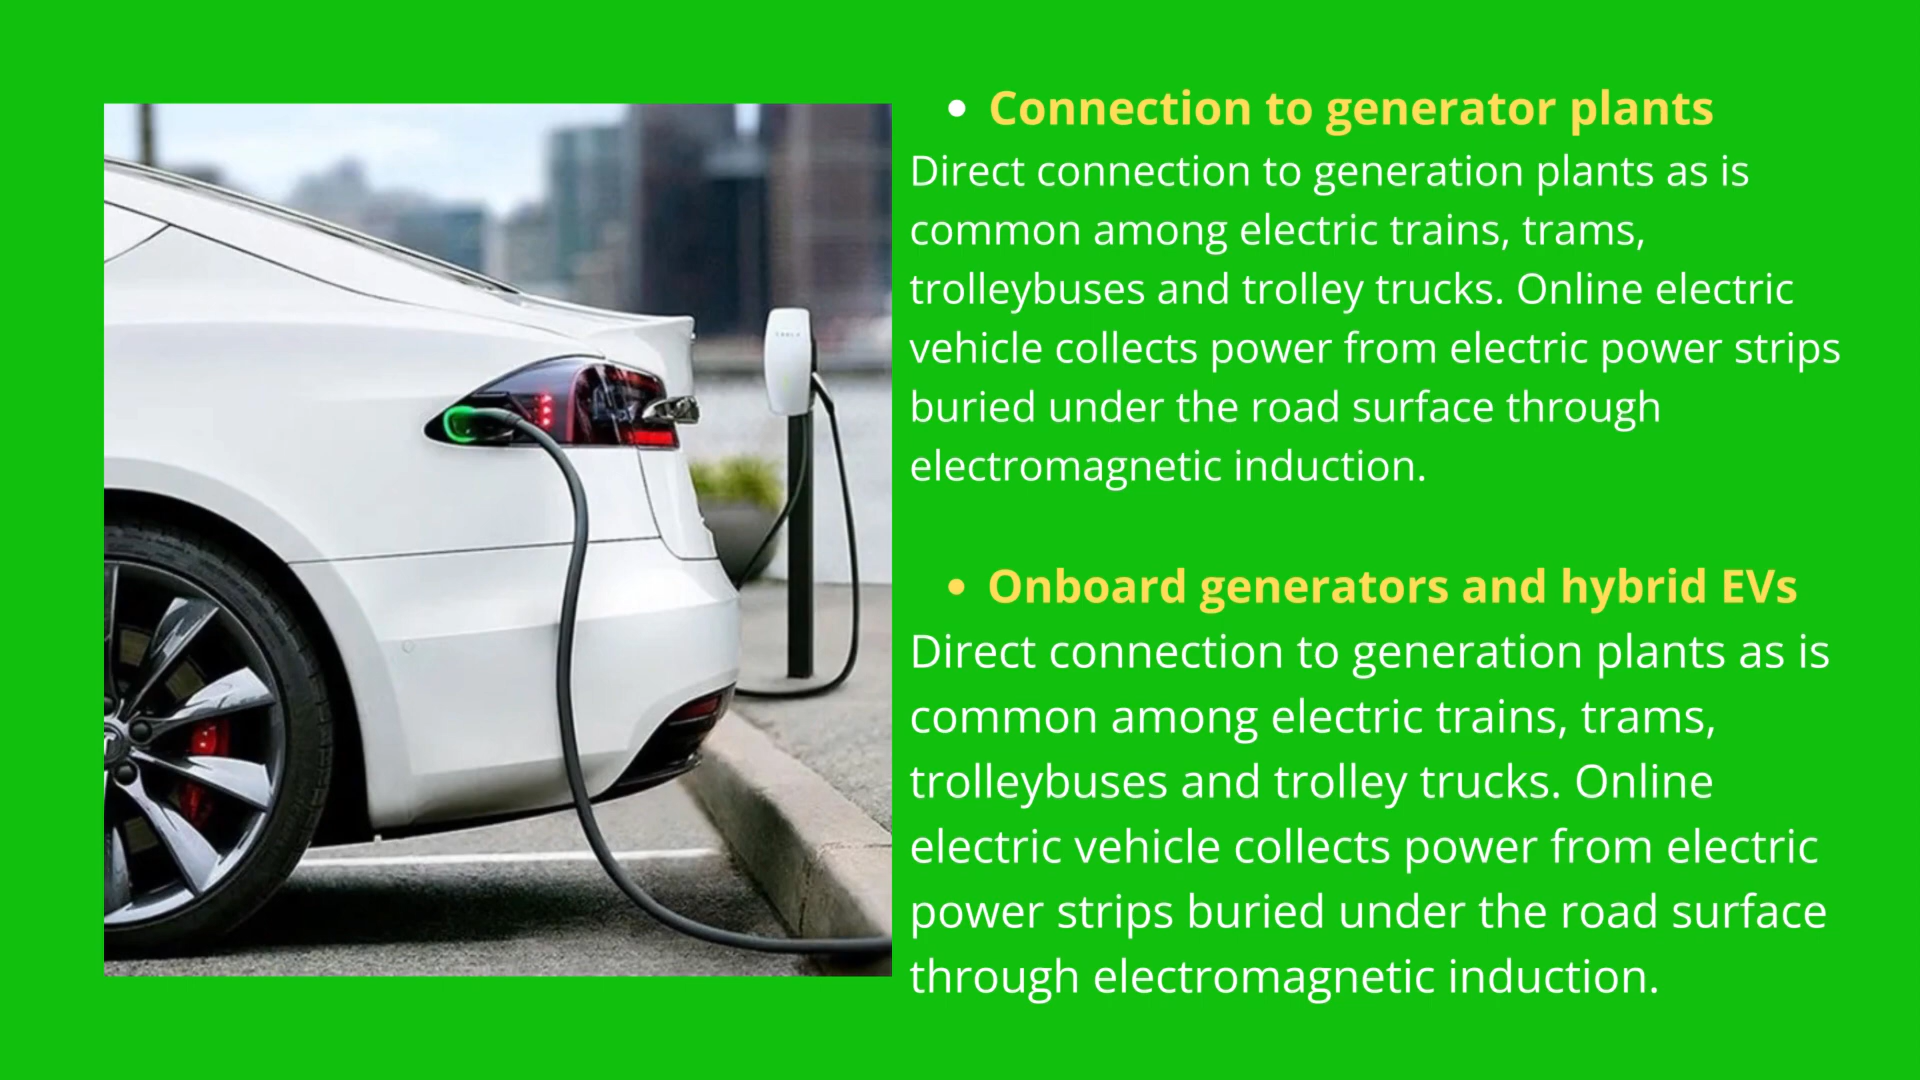 Connection to generator plants
Direct connection to generation plants as is
common among electric trains, trams,
trolleybuses and trolley trucks. Online electric
vehicle collects power from electric power strips
buried under the road surface through
electromagnetic induction.
Onboard generators and hybrid EVs
Direct connection to generation plants as is
common among electric trains, trams,
trolleybuses and trolley trucks. Online
electric vehicle collects power from electric
power strips buried under the road surface
through electromagnetic induction.